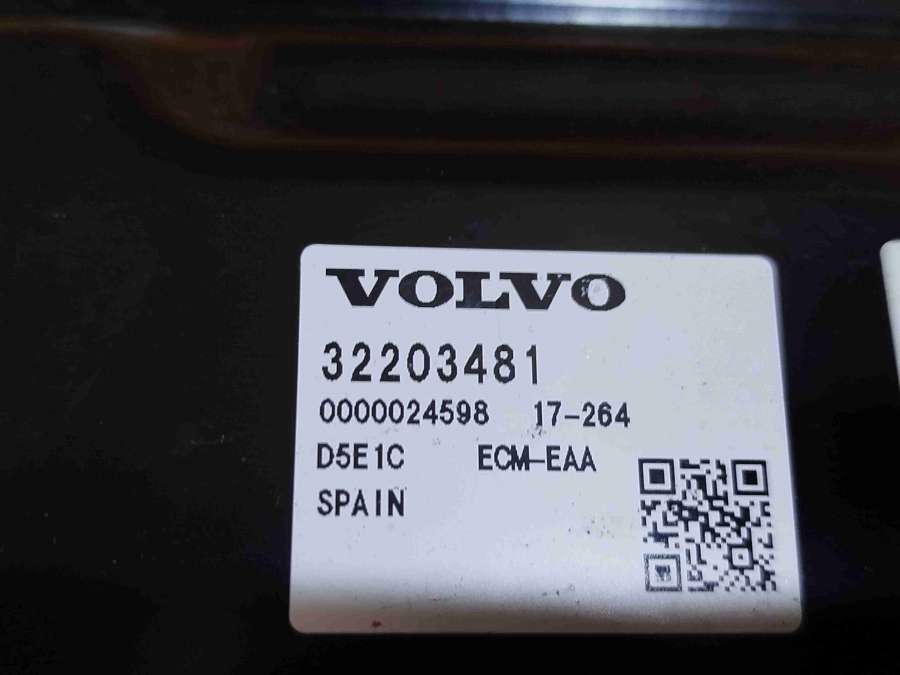 VOLVO
32203481
0000024598 17-264
D5E1C ECM-EAA
SPAIN